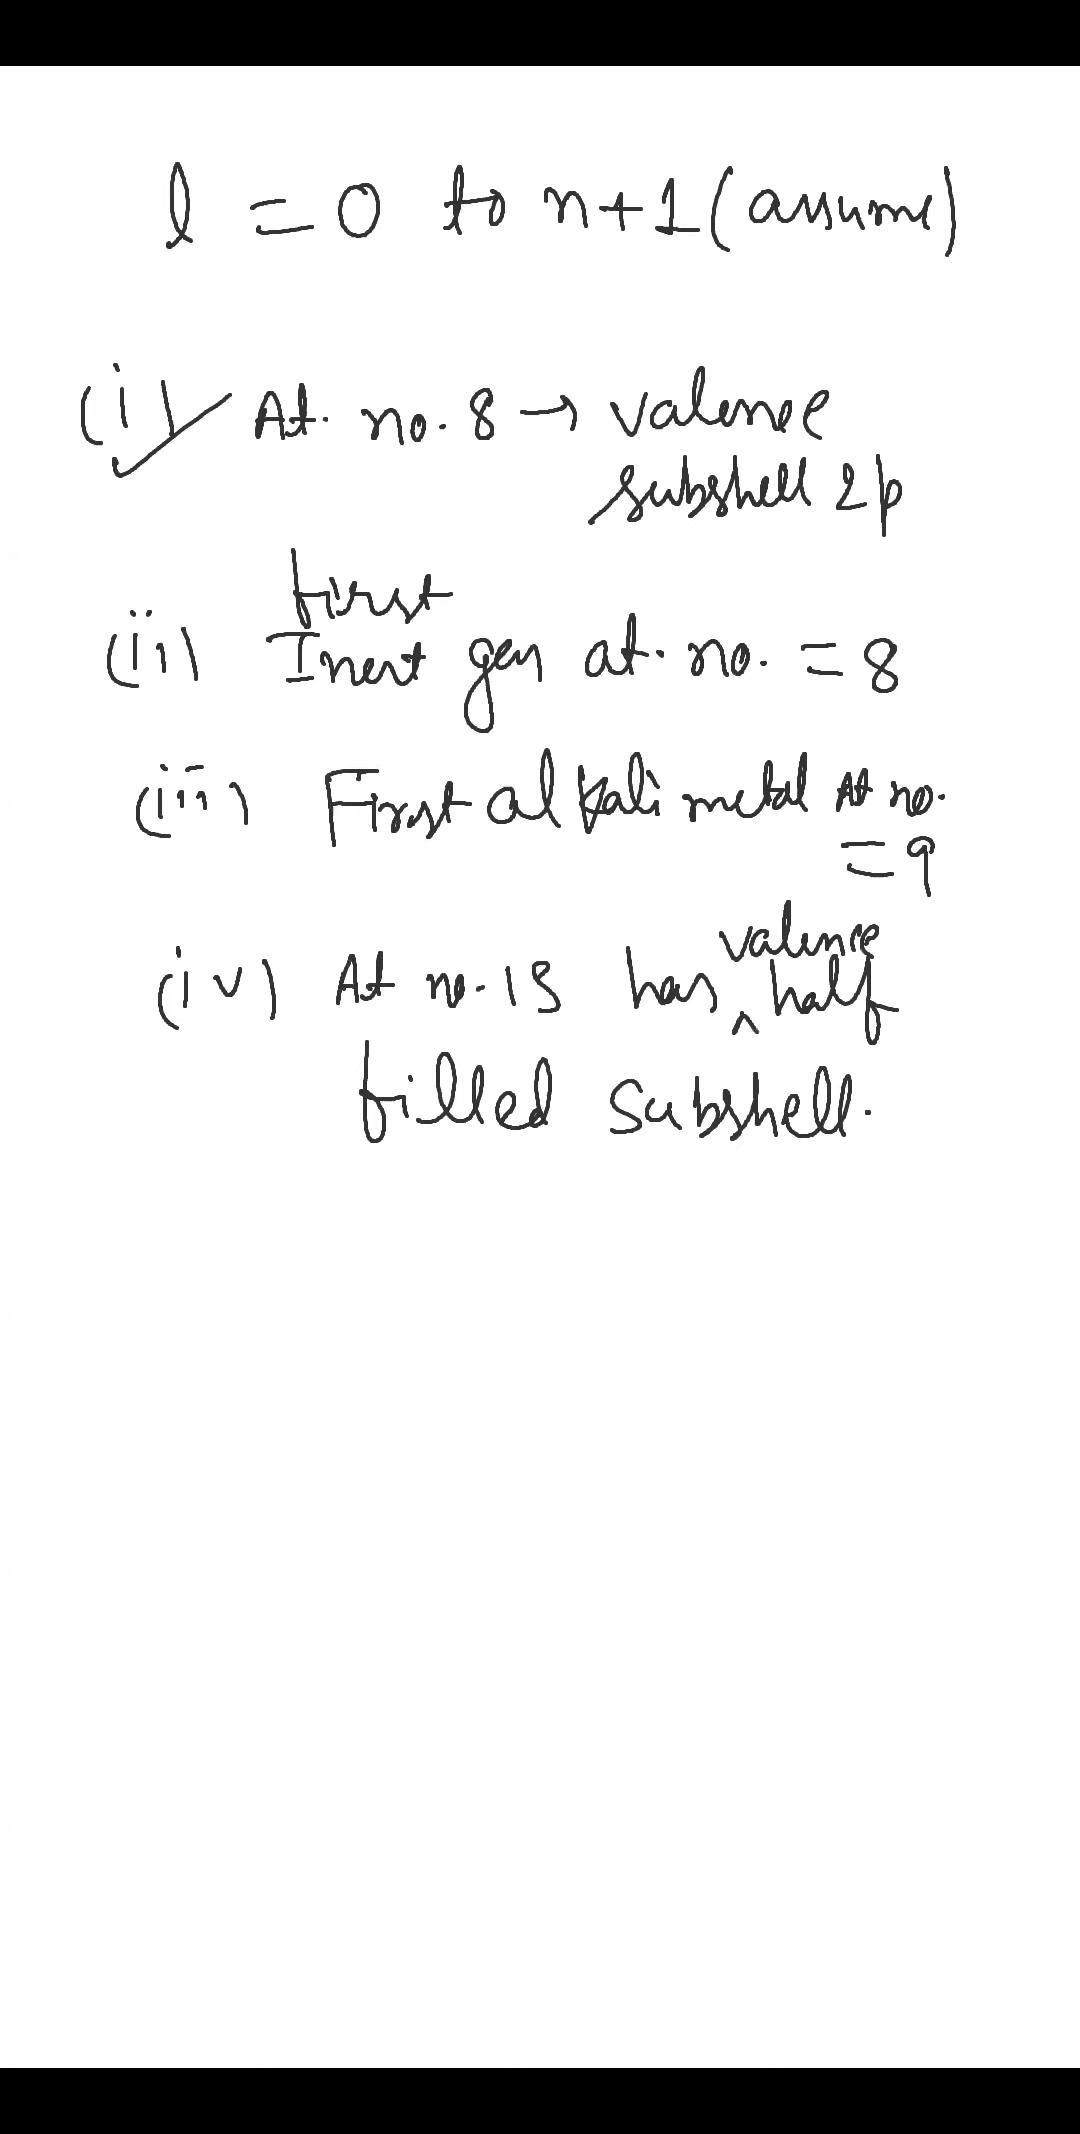 l = 0 to n+1 (assume)
(i) At. no. 8 → valence
subshell 2p
first
(ii) Inert gas at. no. = 8
(iii) First alkali metal At no.
= 9
valence
(iv) At no. 13 has ^ half
filled subshell.